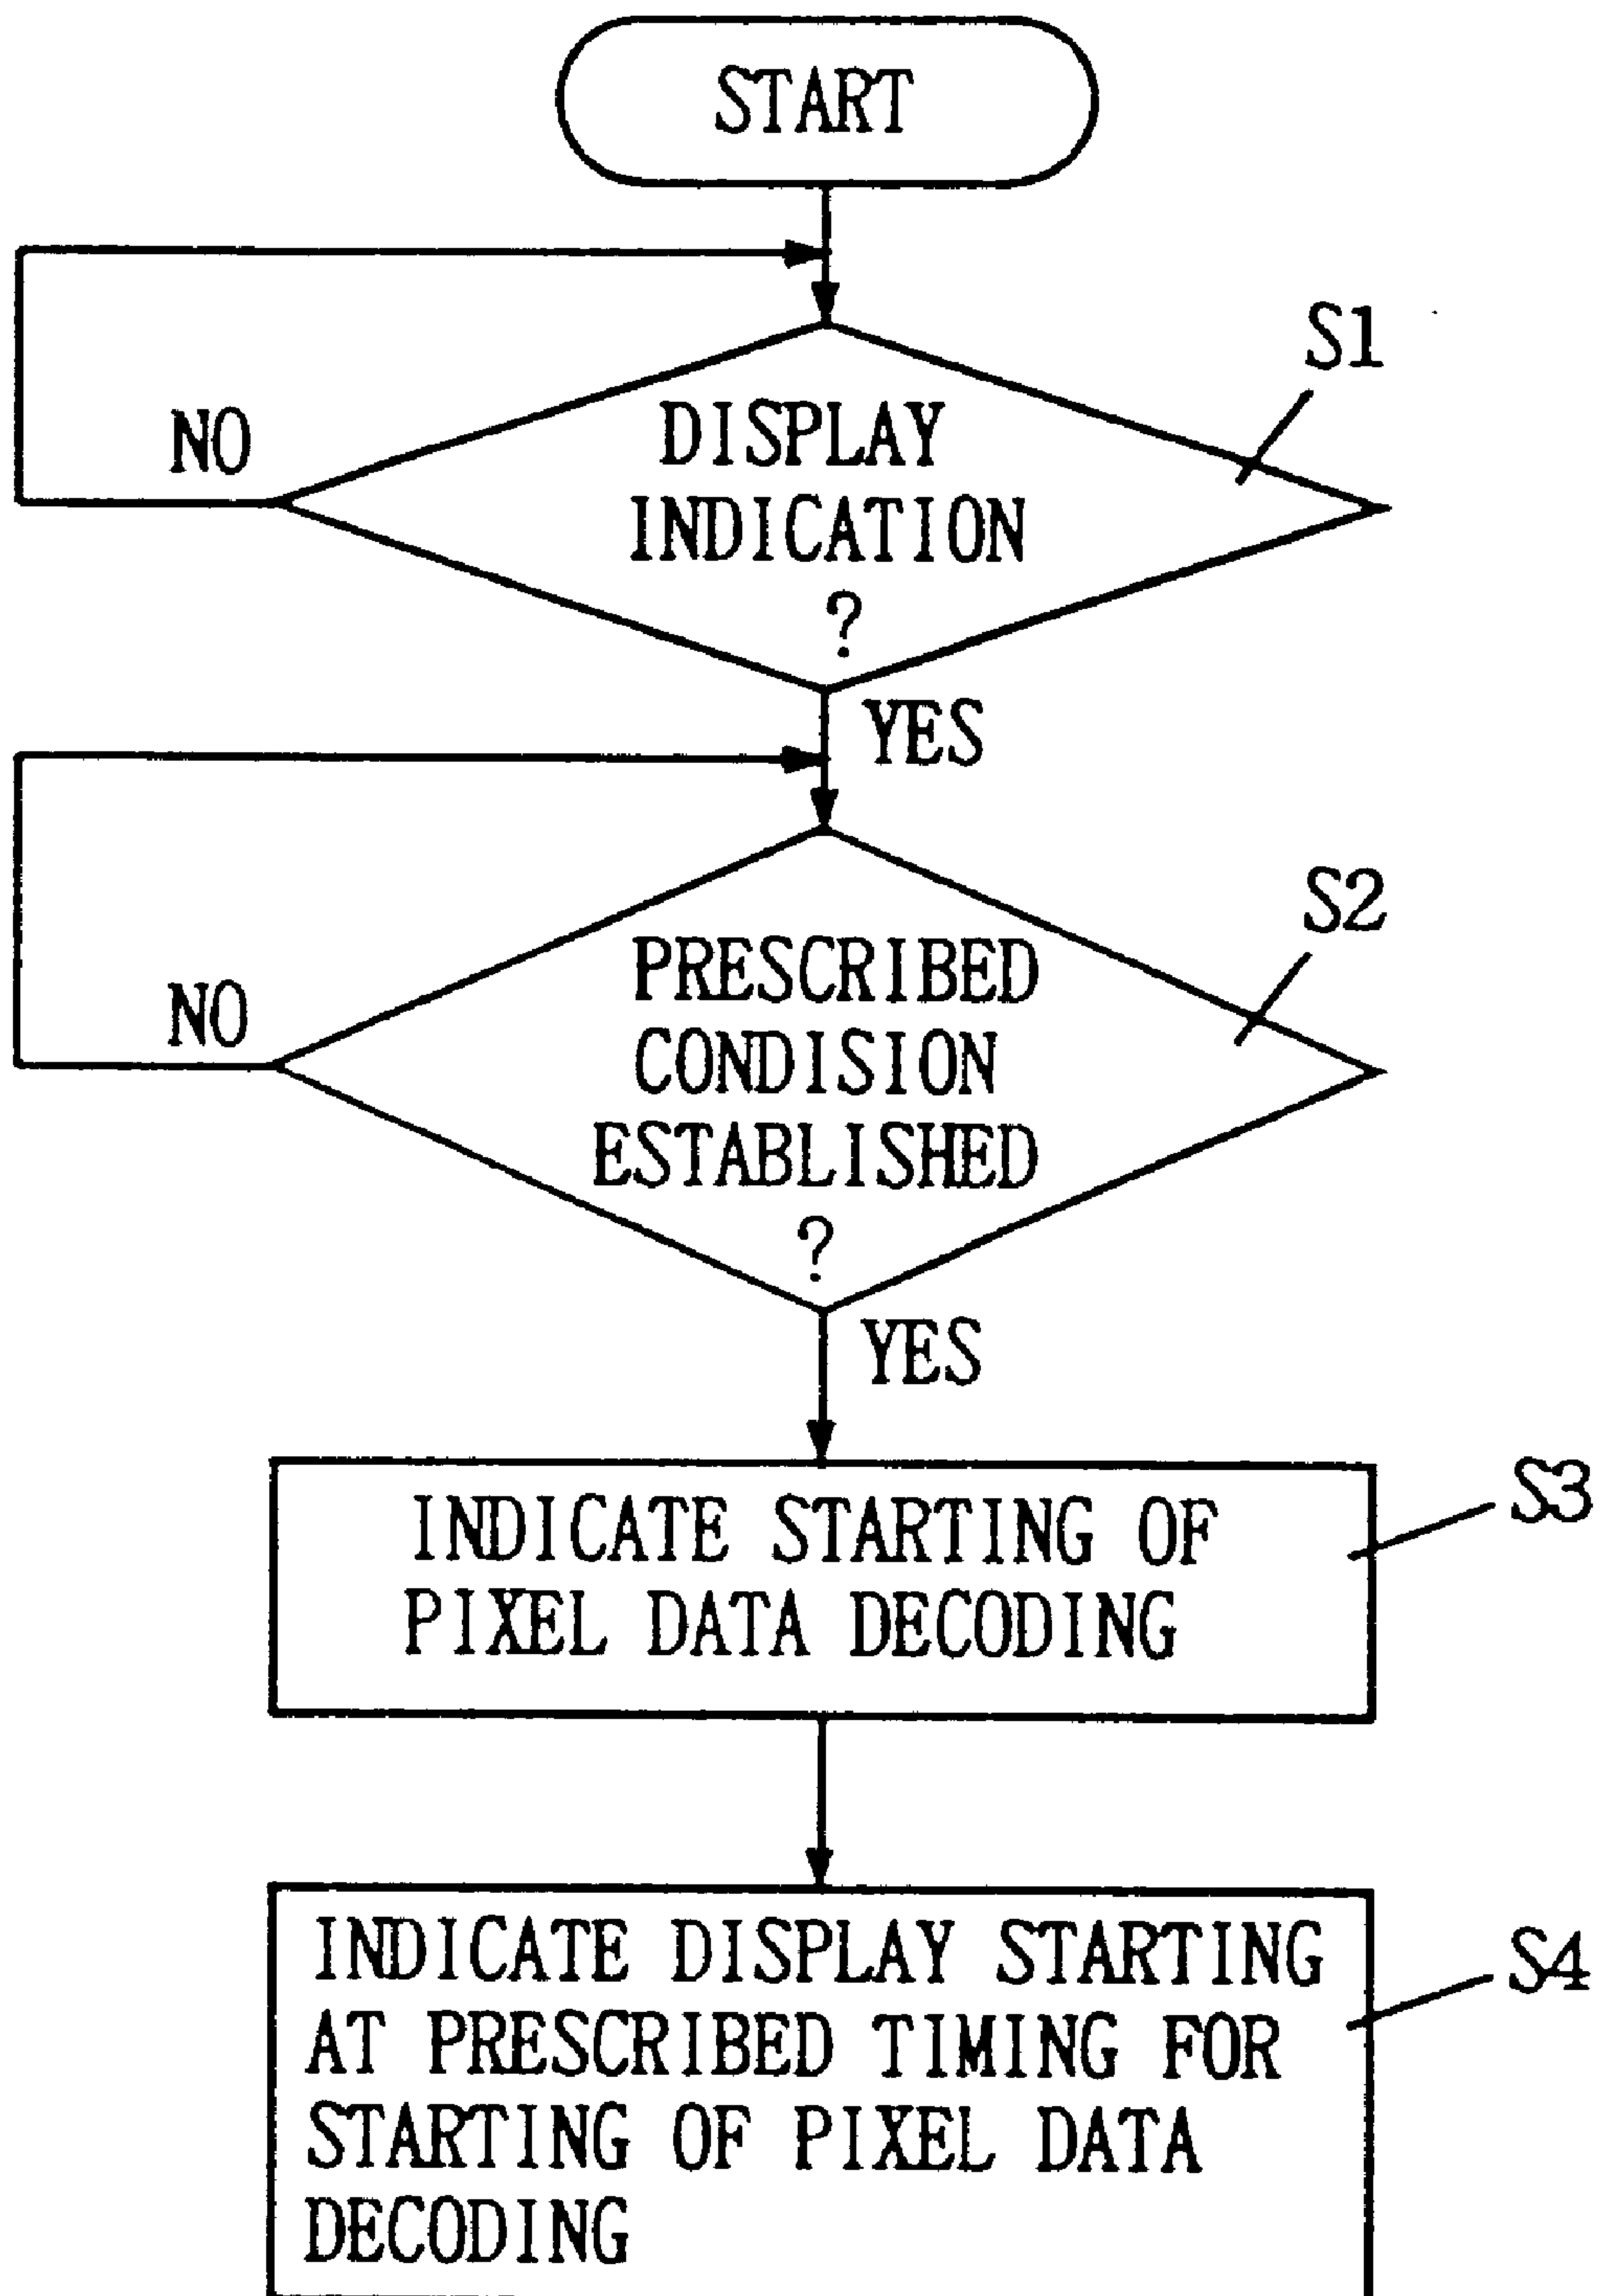 START
S1
DISPLAY
NO
INDICATION
?
YES
S2
PRESCRIBED
NO
CONDISION
ESTABLISHED
?
YES
INDICATE STARTING OF
S3
PIXEL DATA DECODING
INDICATE DISPLAY STARTING
S4
AT PRESCRIBED TIMING FOR
STARTING OF PIXEL DATA
DECODING